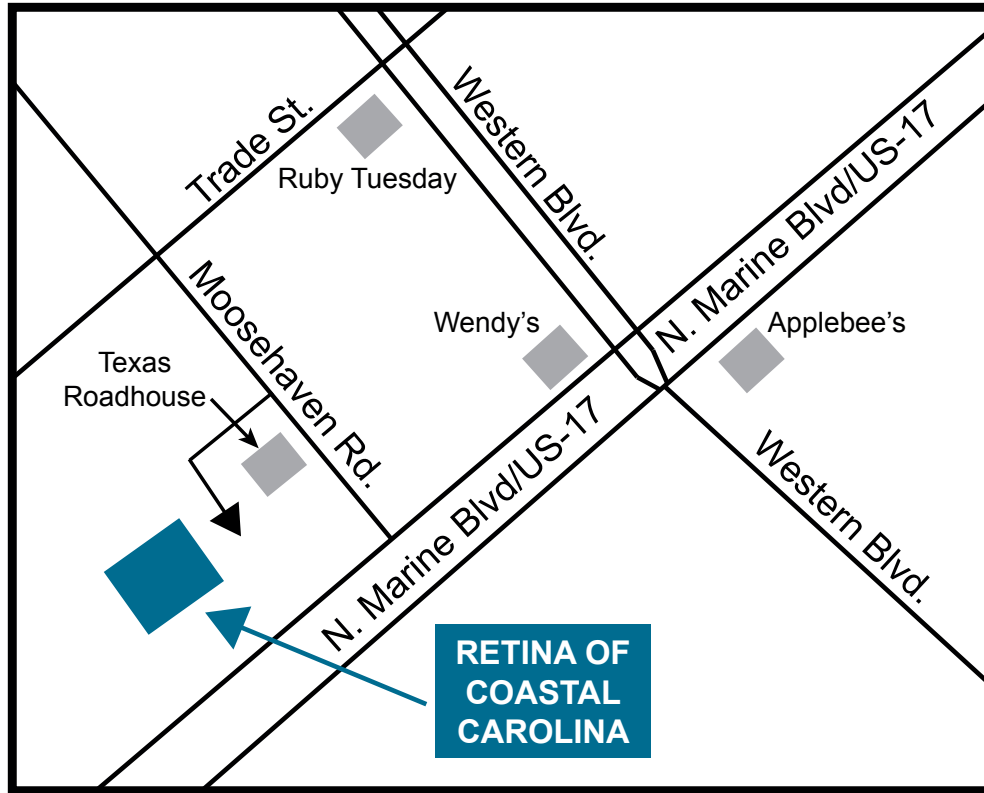 Trade St.
Western Blvd.
Ruby Tuesday
N. Marine Blvd/US-17
Moosehaven Rd.
Wendy’s
Applebee’s
Texas
Roadhouse
N. Marine Blvd/US-17
Western Blvd.
RETINA OF
COASTAL
CAROLINA